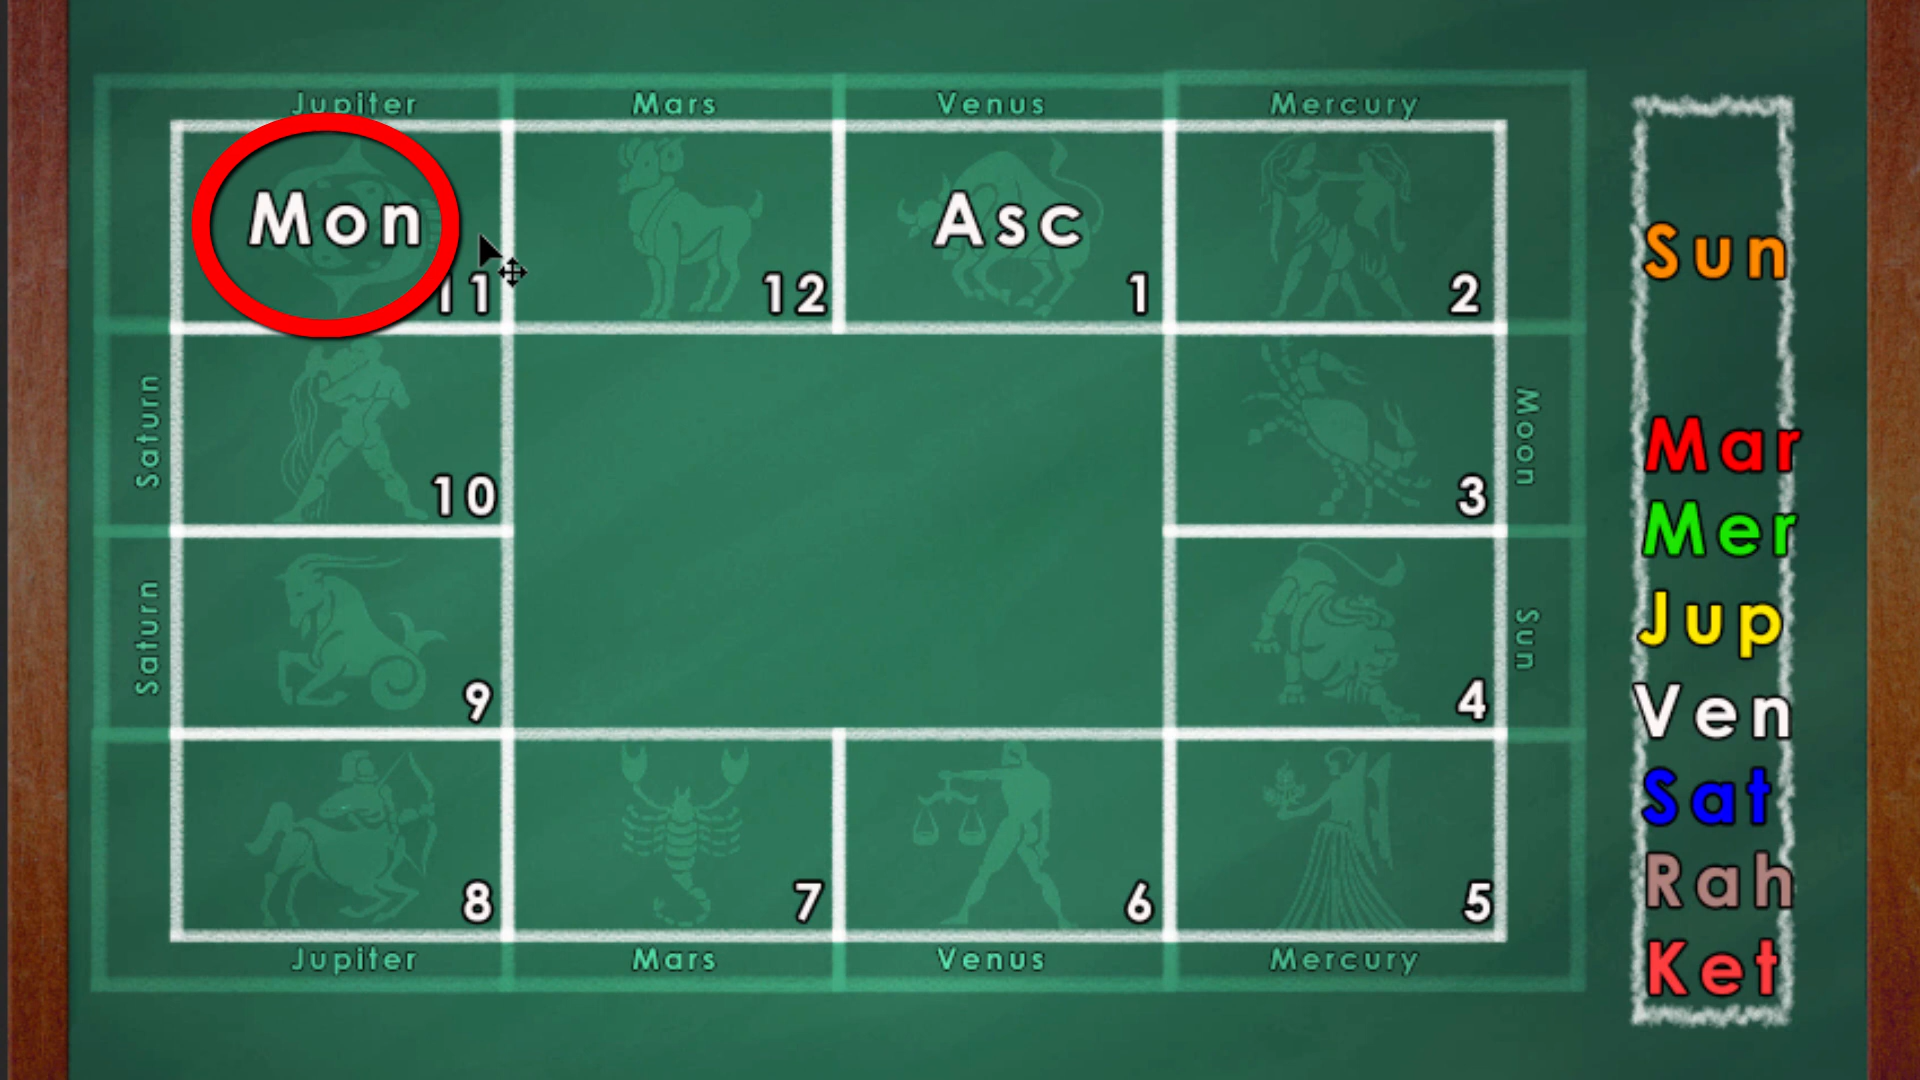 Jupiter Mars Venus Mercury
Mon Asc
11 12 1 2
Sun
Saturn Moon
10 3
Mar
Mer
Saturn Sun
Jup
9 4
Ven
Sat
8 7 6 5
Rah
Jupiter Mars Venus Mercury
Ket